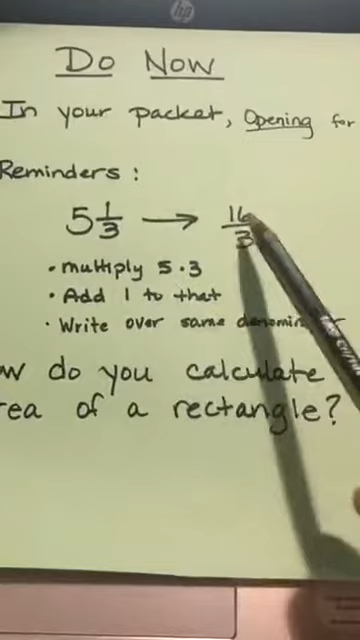 Do Now
In your packet, Opening for
Reminders :
5 1/3 → 16/3
• multiply 5 · 3
• Add 1 to that
• Write over same
do you calculate
of a rectangle?